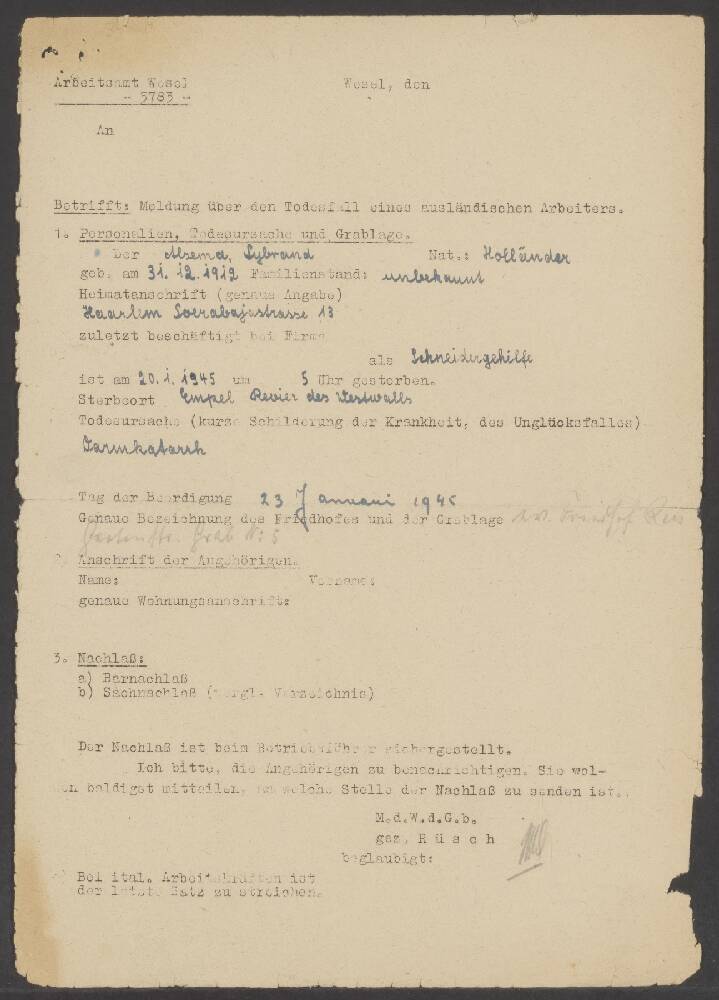 Arbeitsamt Wesel
- 5783 -
Wesel, den
An
Betrifft: Meldung über den Todesfall eines ausländischen Arbeiters.
1. Personalien, Todesursache und Grablage.
Der Alsema, Sybrand Nat.: Holländer
geb. am 31. 12. 1912 Familienstand: unbekannt
Heimatanschrift (genaue Angabe)
Haarlem Soerabajastrasse 13
zuletzt beschäftigt bei Firma
als Schneidergehilfe
ist am 20. 1. 1945 um 5 Uhr gestorben.
Sterbeort Empel Revier des Westwalls
Todesursache (kurze Schilderung der Krankheit, des Unglücksfalles)
Darmkatarrh
Tag der Beerdigung 23 Januari 1945
Genaue Bezeichnung des Friedhofes und der Grablage ev. Friedhof Rees
Grab N: 5
2. Anschrift der Angehörigen.
Name: Vorname:
genaue Wohnungsanschrift:
3. Nachlaß:
a) Barnachlaß
b) Sachnachlaß (vergl. Verzeichnis)
Der Nachlaß ist beim Betriebsführer sichergestellt.
Ich bitte, die Angehörigen zu benachrichtigen. Sie wol-
len baldigst mitteilen, an welche Stelle der Nachlaß zu senden ist.
M.d.W.d.G.b.
gez. Rüsch
beglaubigt:
Bei ital. Arbeitskräften ist
der letzte Satz zu streichen.